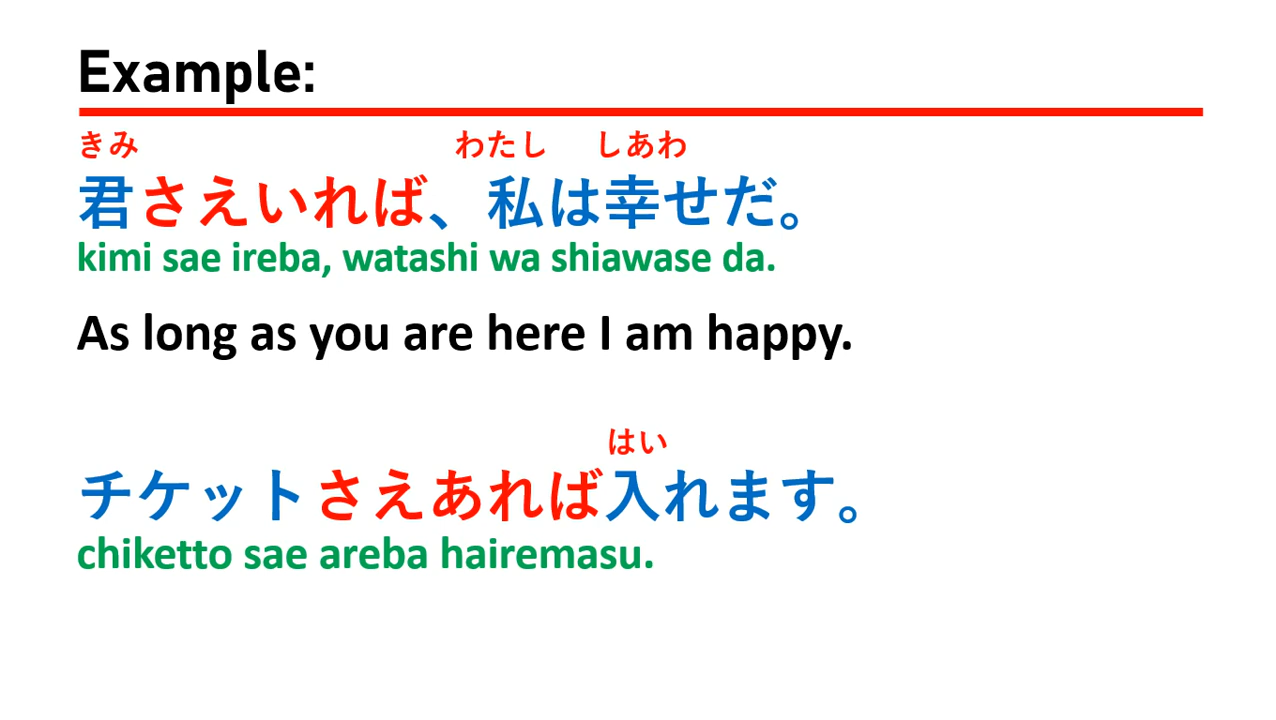 Example:
きみ わたし しあわ
君さえいれば、私は幸せだ。
kimi sae ireba, watashi wa shiawase da.
As long as you are here I am happy.
はい
チケットさえあれば入れます。
chiketto sae areba hairemasu.